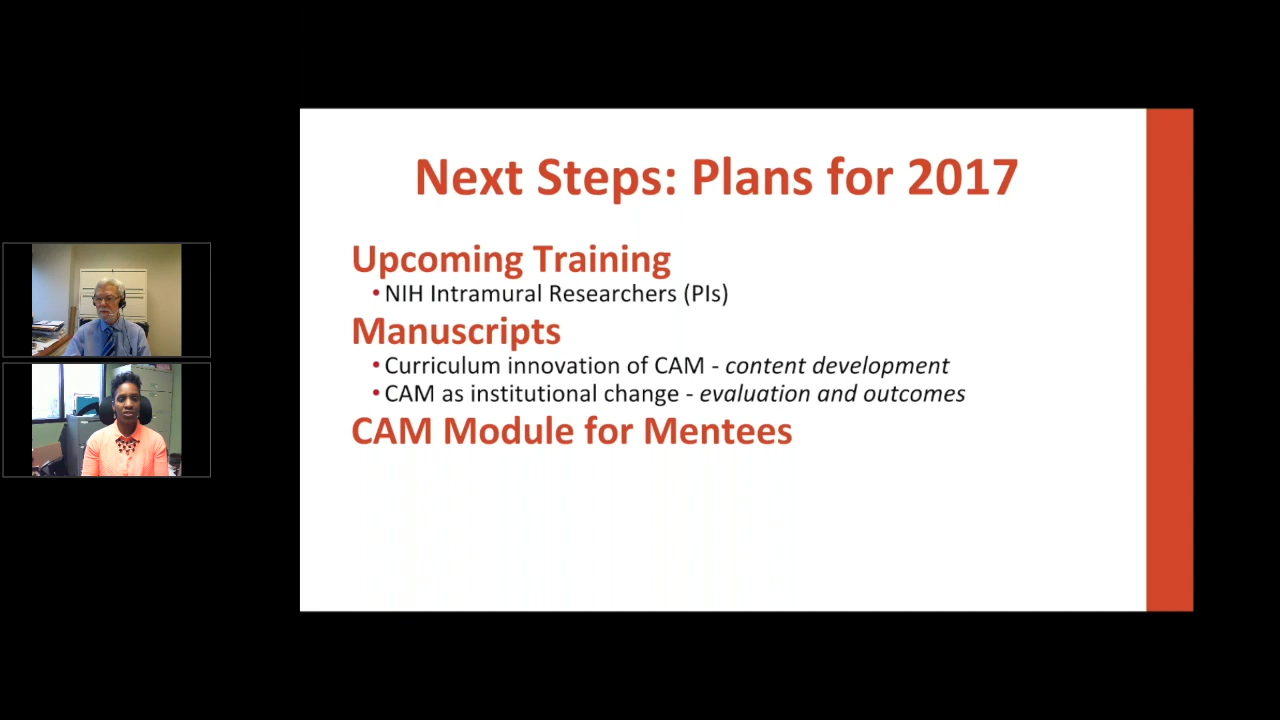 Next Steps: Plans for 2017
Upcoming Training
•NIH Intramural Researchers (PIs)
Manuscripts
•Curriculum innovation of CAM - content development
•CAM as institutional change - evaluation and outcomes
CAM Module for Mentees